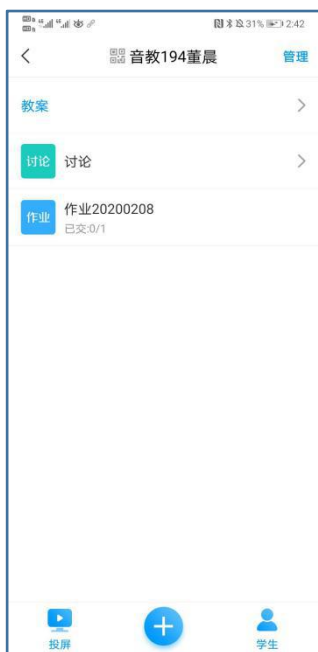 31% 2:42
音教194董晨 管理
教案
讨论 讨论
作业 作业20200208
已交:0/1
投屏 学生